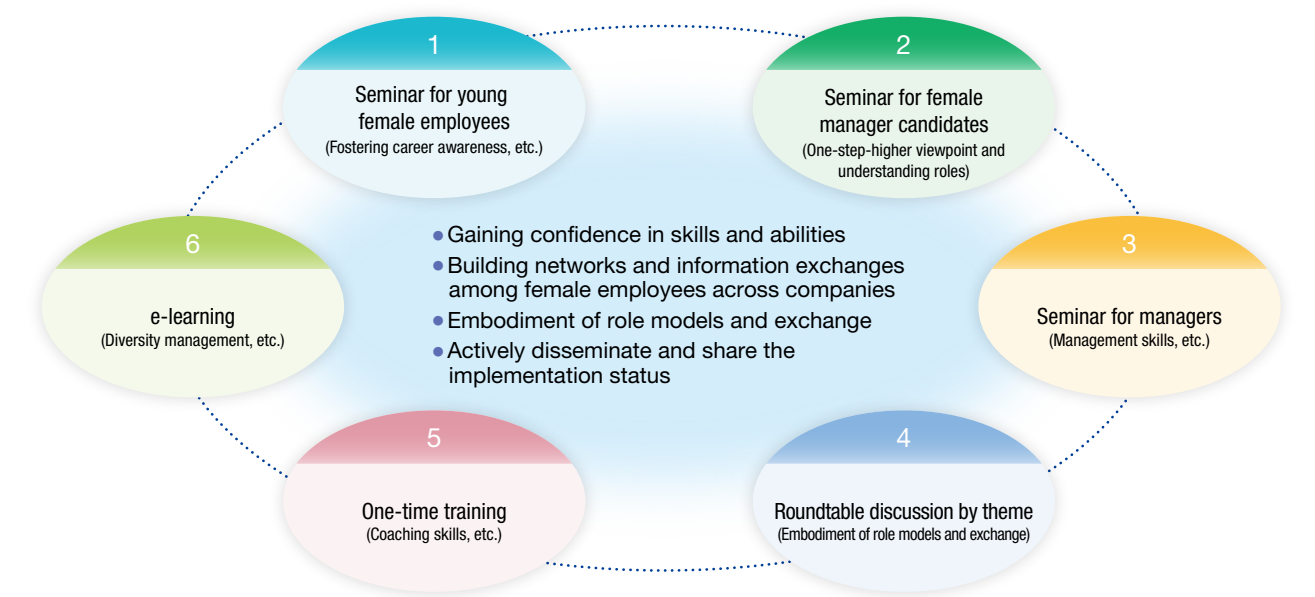 1
Seminar for young
female employees
(Fostering career awareness, etc.)
2
Seminar for female
manager candidates
(One-step-higher viewpoint and
understanding roles)
3
Seminar for managers
(Management skills, etc.)
4
Roundtable discussion by theme
(Embodiment of role models and exchange)
5
One-time training
(Coaching skills, etc.)
6
e-learning
(Diversity management, etc.)
● Gaining confidence in skills and abilities
● Building networks and information exchanges
among female employees across companies
● Embodiment of role models and exchange
● Actively disseminate and share the
implementation status